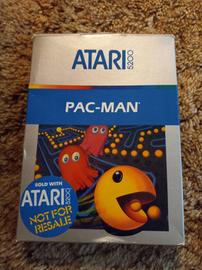 ATARI 5200
PAC-MAN®
SOLD WITH
ATARI 5200
NOT FOR
RESALE